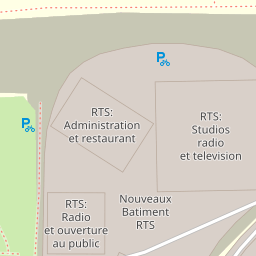 P
RTS:
Administration
et restaurant
RTS:
Studios
radio
et television
P
RTS:
Radio
et ouverture
au public
Nouveaux
Batiment
RTS